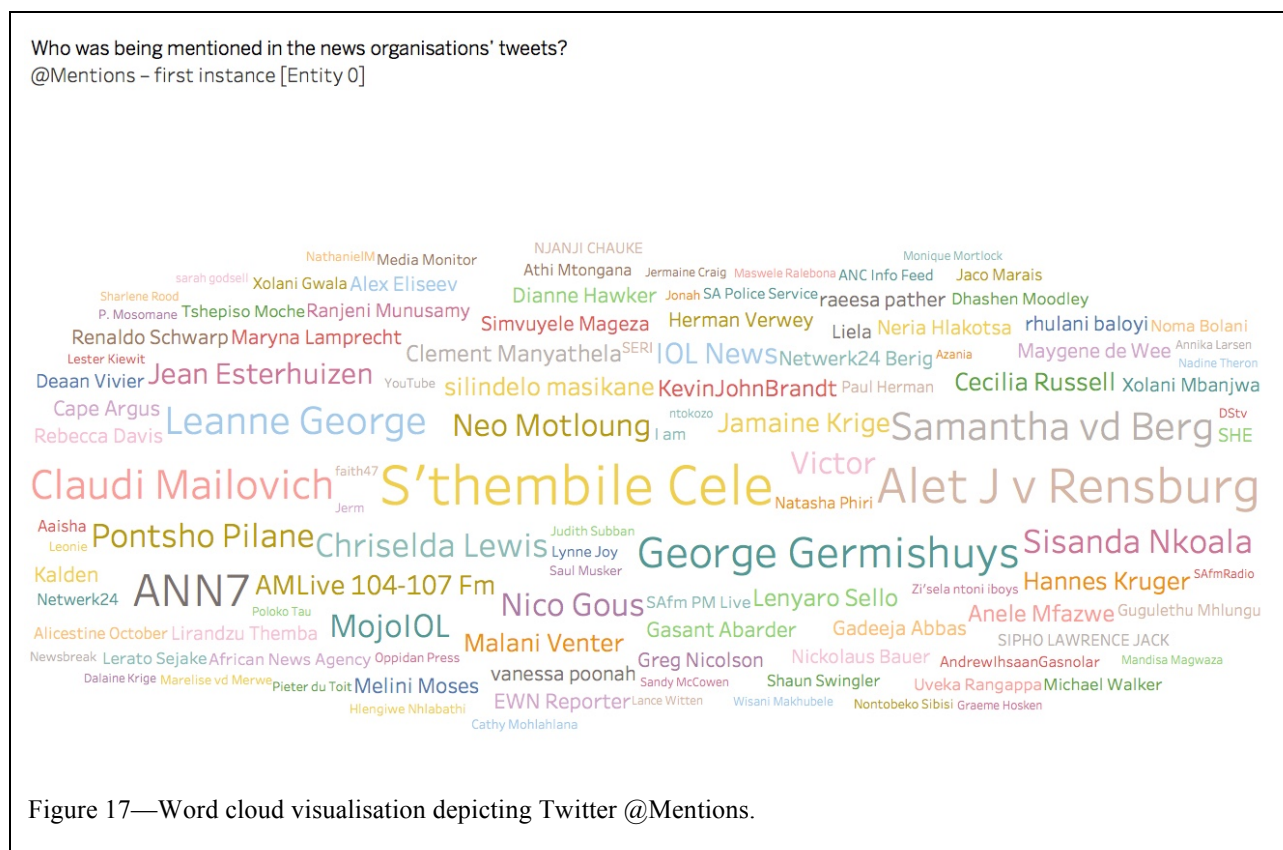 Who was being mentioned in the news organisations' tweets?
@Mentions – first instance [Entity 0]
NJANJI CHAUKE
NathanielM Media Monitor Monique Mortlock
Athi Mtongana Jermaine Craig Maswele Ralebona ANC Info Feed Jaco Marais
sarah godsell Xolani Gwala Alex Eliseev
Sharlene Rood Dianne Hawker Jonah SA Police Service raeesa pather Dhashen Moodley
P. Mosomane Tshepiso Moche Ranjeni Munusamy
Renaldo Schwarp Maryna Lamprecht Simvuyele Mageza Herman Verwey Liela Neria Hlakotsa rhulani baloyi Noma Bolani
Lester Kiewit Clement Manyathela SERI IOL News Netwerk24 Berig Azania Maygene de Wee Annika Larsen
Nadine Theron
Deaan Vivier Jean Esterhuizen YouTube silindelo masikane KevinJohnBrandt Paul Herman Cecilia Russell Xolani Mbanjwa
Cape Argus Leanne George Neo Motloung ntokozo Jamaine Krige Samantha vd Berg DStv
Rebecca Davis I am SHE
Claudi Mailovich faith47 S'thembile Cele Victor Alet J v Rensburg
Jerm Natasha Phiri
Aaisha Pontsho Pilane Chriselda Lewis Judith Subban George Germishuys Sisanda Nkoala
Leonie Lynne Joy
Saul Musker
Kalden ANN7 AMLive 104-107 Fm Hannes Kruger SAfmRadio
Netwerk24 Poloko Tau Nico Gous SAfm PM Live Lenyaro Sello Zi'sela ntoni iboys
Anele Mfazwe Gugulethu Mhlungu
Alicestine October Lirandzu Themba MojoIOL Malani Venter Gasant Abarder Gadeeja Abbas SIPHO LAWRENCE JACK
Newsbreak Lerato Sejake African News Agency Oppidan Press Greg Nicolson Nickolaus Bauer AndrewIhsaanGasnolar Mandisa Magwaza
Dalaine Krige Marelise vd Merwe Pieter du Toit Melini Moses vanessa poonah Sandy McCowen Shaun Swingler Uveka Rangappa Michael Walker
Hlengiwe Nhlabathi EWN Reporter Lance Witten Wisani Makhubele Nontobeko Sibisi Graeme Hosken
Cathy Mohlahlana
Figure 17—Word cloud visualisation depicting Twitter @Mentions.